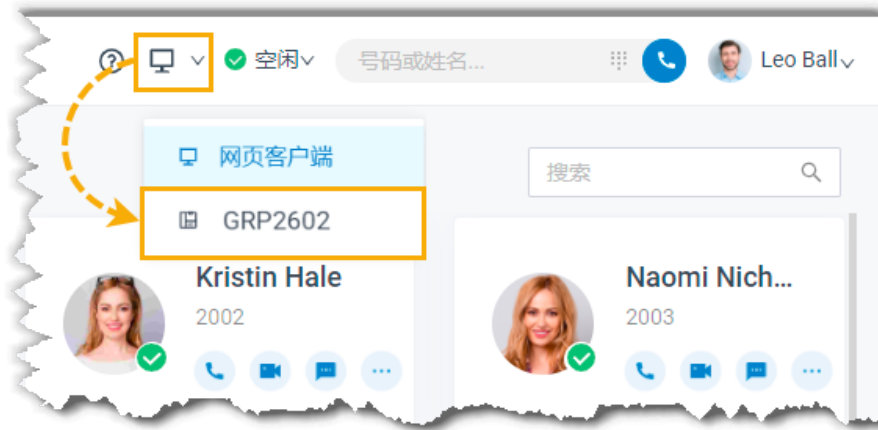 空闲
号码或姓名...
Leo Ball
网页客户端
搜索
GRP2602
Kristin Hale
2002
Naomi Nich...
2003